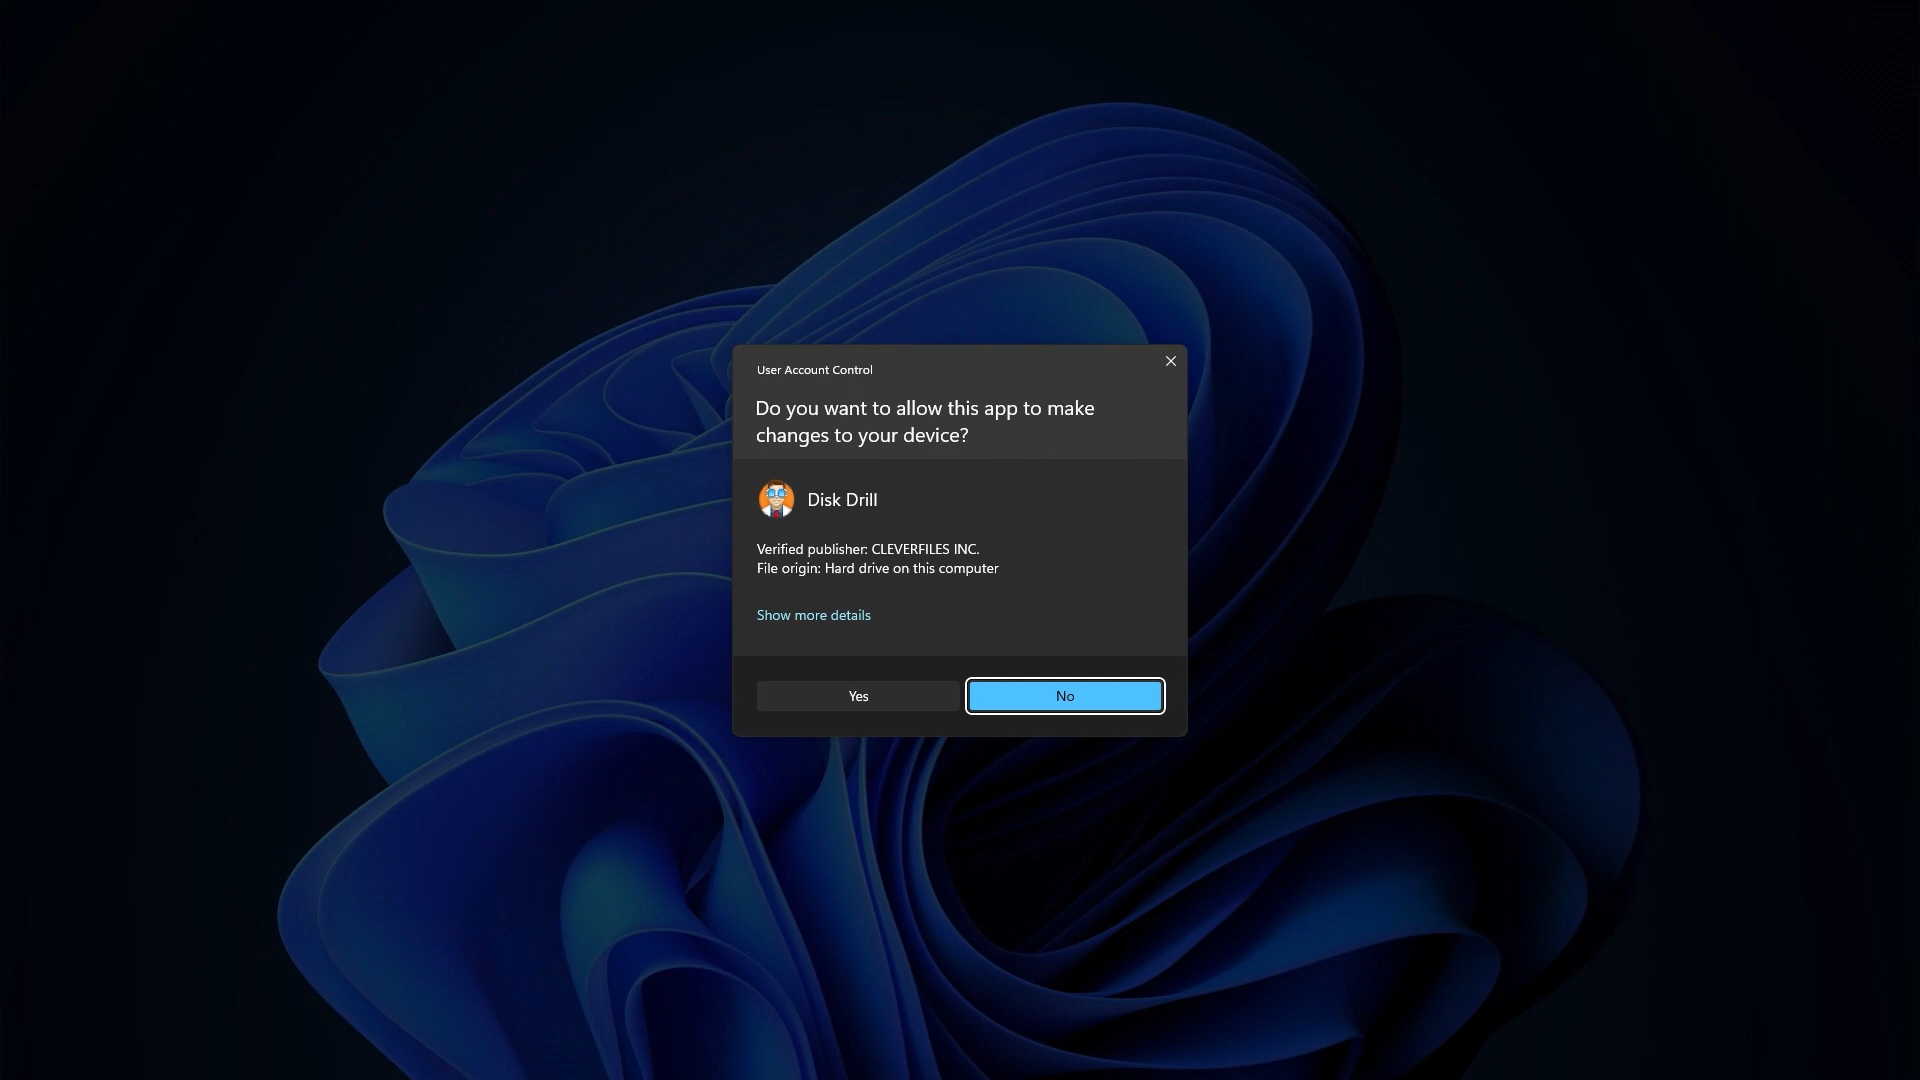 User Account Control
Do you want to allow this app to make
changes to your device?
Disk Drill
Verified publisher: CLEVERFILES INC.
File origin: Hard drive on this computer
Show more details
Yes
No